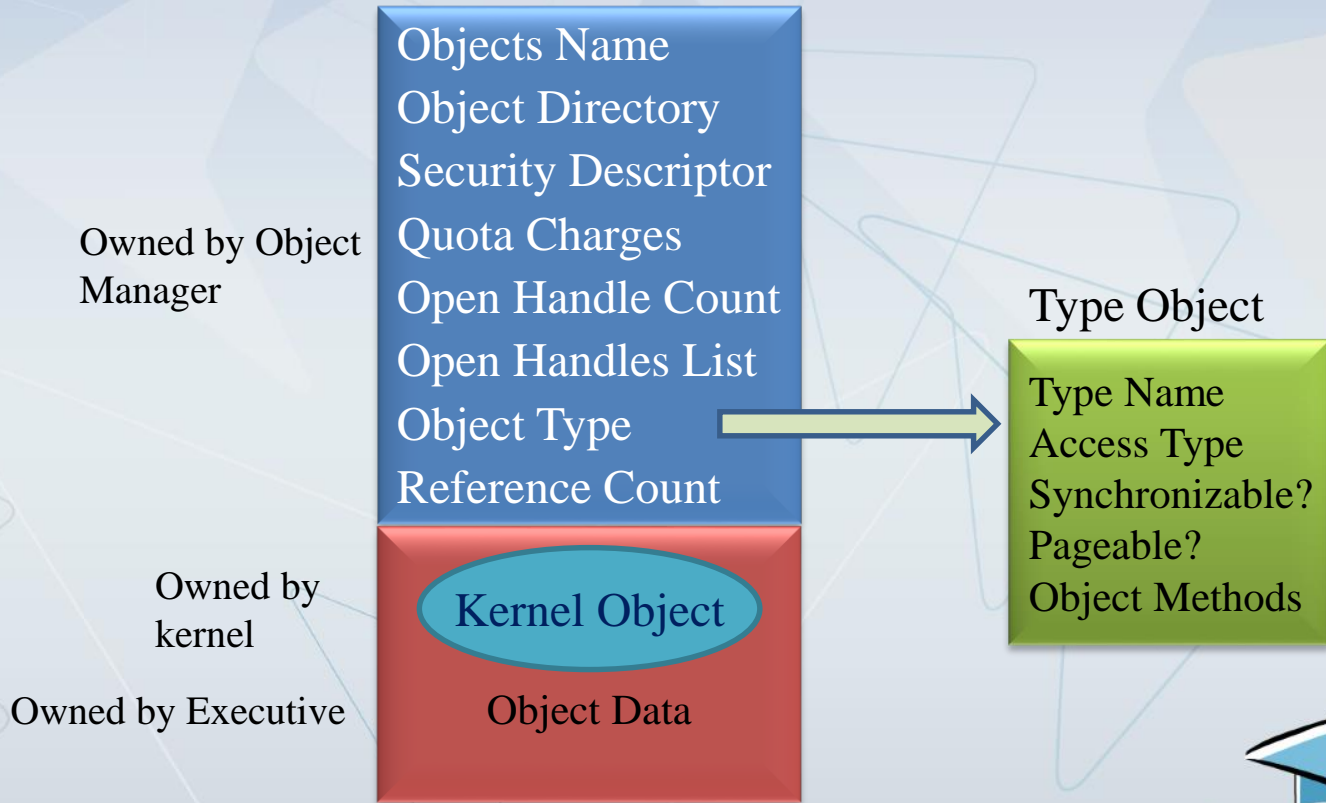 Objects Name
Object Directory
Security Descriptor
Quota Charges
Open Handle Count
Open Handles List
Object Type
Reference Count
Owned by Object
Manager
Type Object
Type Name
Access Type
Synchronizable?
Pageable?
Object Methods
Owned by
kernel
Kernel Object
Owned by Executive
Object Data